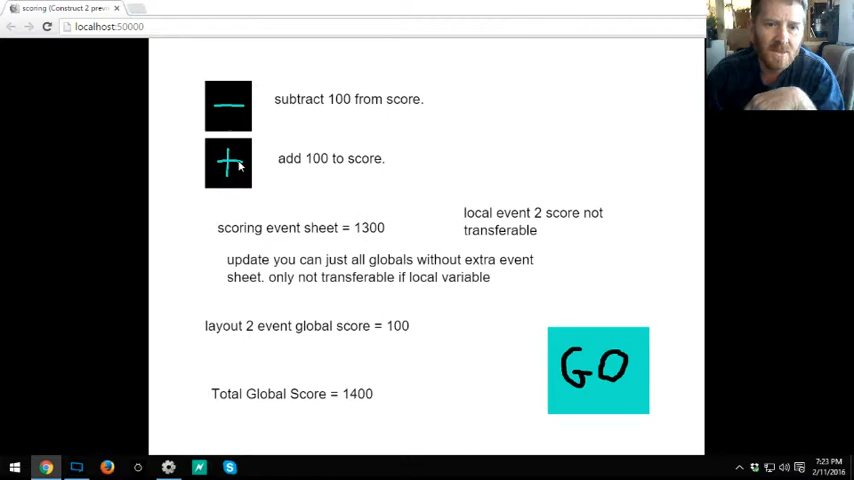 scoring (Construct 2 previ
localhost:50000
subtract 100 from score.
add 100 to score.
scoring event sheet = 1300
local event 2 score not
transferable
update you can just all globals without extra event
sheet. only not transferable if local variable
layout 2 event global score = 100
GO
Total Global Score = 1400
7:23 PM
2/11/2016